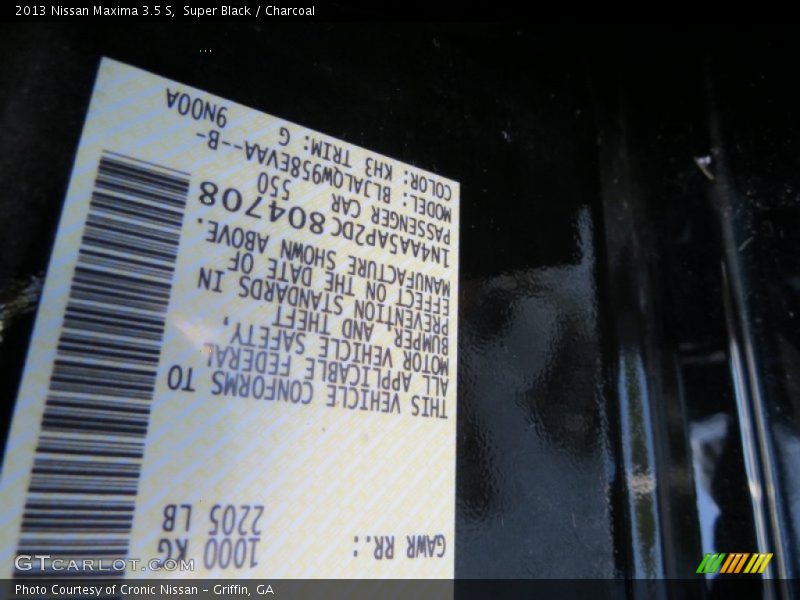 2013 Nissan Maxima 3.5 S,  Super Black / Charcoal
GAWR RR.:
1000 KG
2205 LB
THIS VEHICLE CONFORMS TO
ALL APPLICABLE FEDERAL
MOTOR VEHICLE SAFETY,
BUMPER AND THEFT
PREVENTION STANDARDS IN
EFFECT ON THE DATE OF
MANUFACTURE SHOWN ABOVE.
1N4AA5AP2DC804708
PASSENGER CAR 550
MODEL: BLJALQW958EVAA--B-
COLOR: KH3 TRIM: G 9N00A
GTCARLOT.COM
Photo Courtesy of Cronic Nissan - Griffin, GA